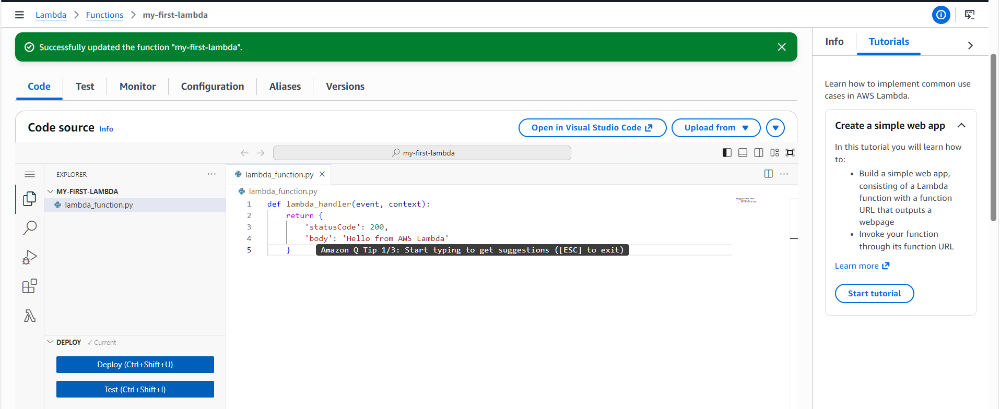 Lambda > Functions > my-first-lambda
Successfully updated the function "my-first-lambda".
Code
Test
Monitor
Configuration
Aliases
Versions
Code source Info
Open in Visual Studio Code
Upload from
my-first-lambda
EXPLORER
MY-FIRST-LAMBDA
lambda_function.py
DEPLOY ✓ Current
Deploy (Ctrl+Shift+U)
Test (Ctrl+Shift+I)
lambda_function.py
lambda_function.py
1 def lambda_handler(event, context):
2     return {
3         'statusCode': 200,
4         'body': 'Hello from AWS Lambda'
5     } Amazon Q Tip 1/3: Start typing to get suggestions ([ESC] to exit)
Info
Tutorials
Learn how to implement common use
cases in AWS Lambda.
Create a simple web app
In this tutorial you will learn how
to:
• Build a simple web app,
consisting of a Lambda
function with a function
URL that outputs a
webpage
• Invoke your function
through its function URL
Learn more
Start tutorial